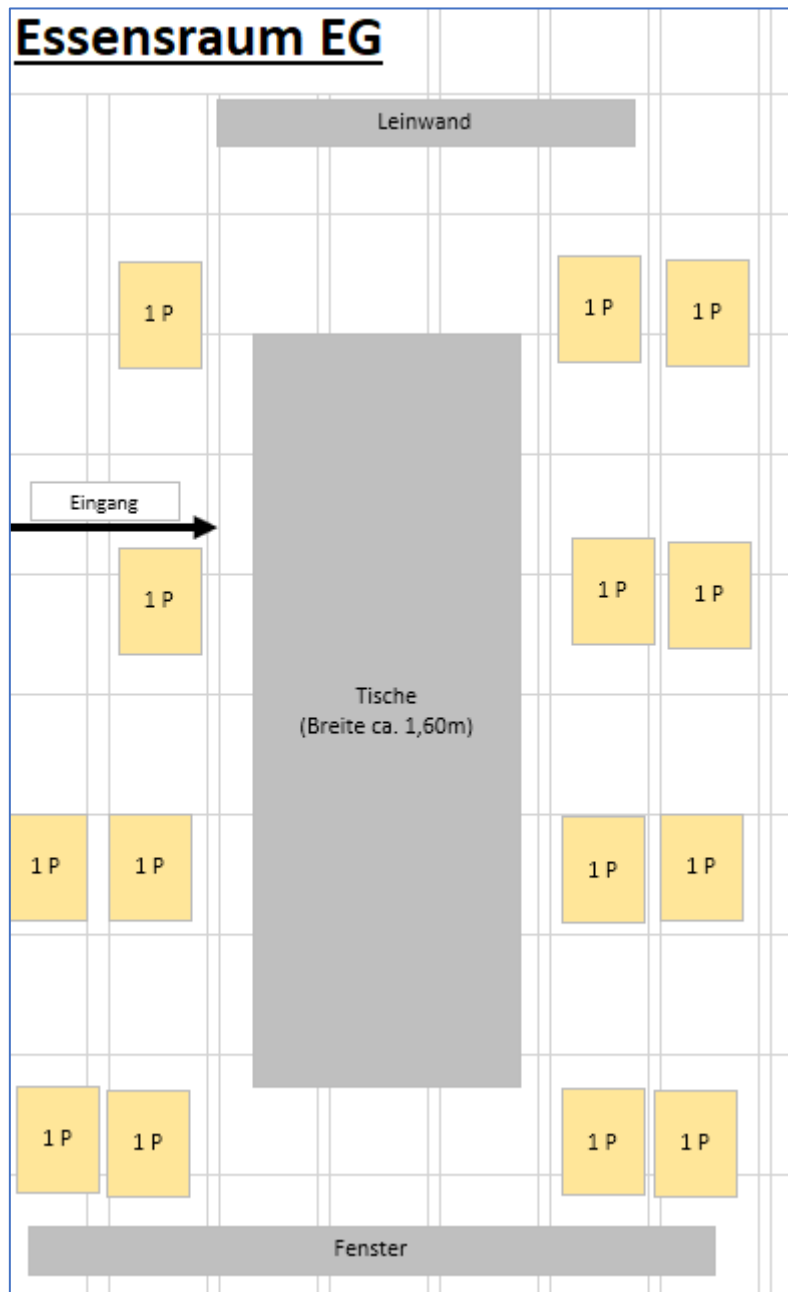 Essensraum EG
Leinwand
1 P
1 P
1 P
Eingang
1 P
1 P
1 P
Tische
(Breite ca. 1,60m)
1 P
1 P
1 P
1 P
1 P
1 P
1 P
1 P
Fenster